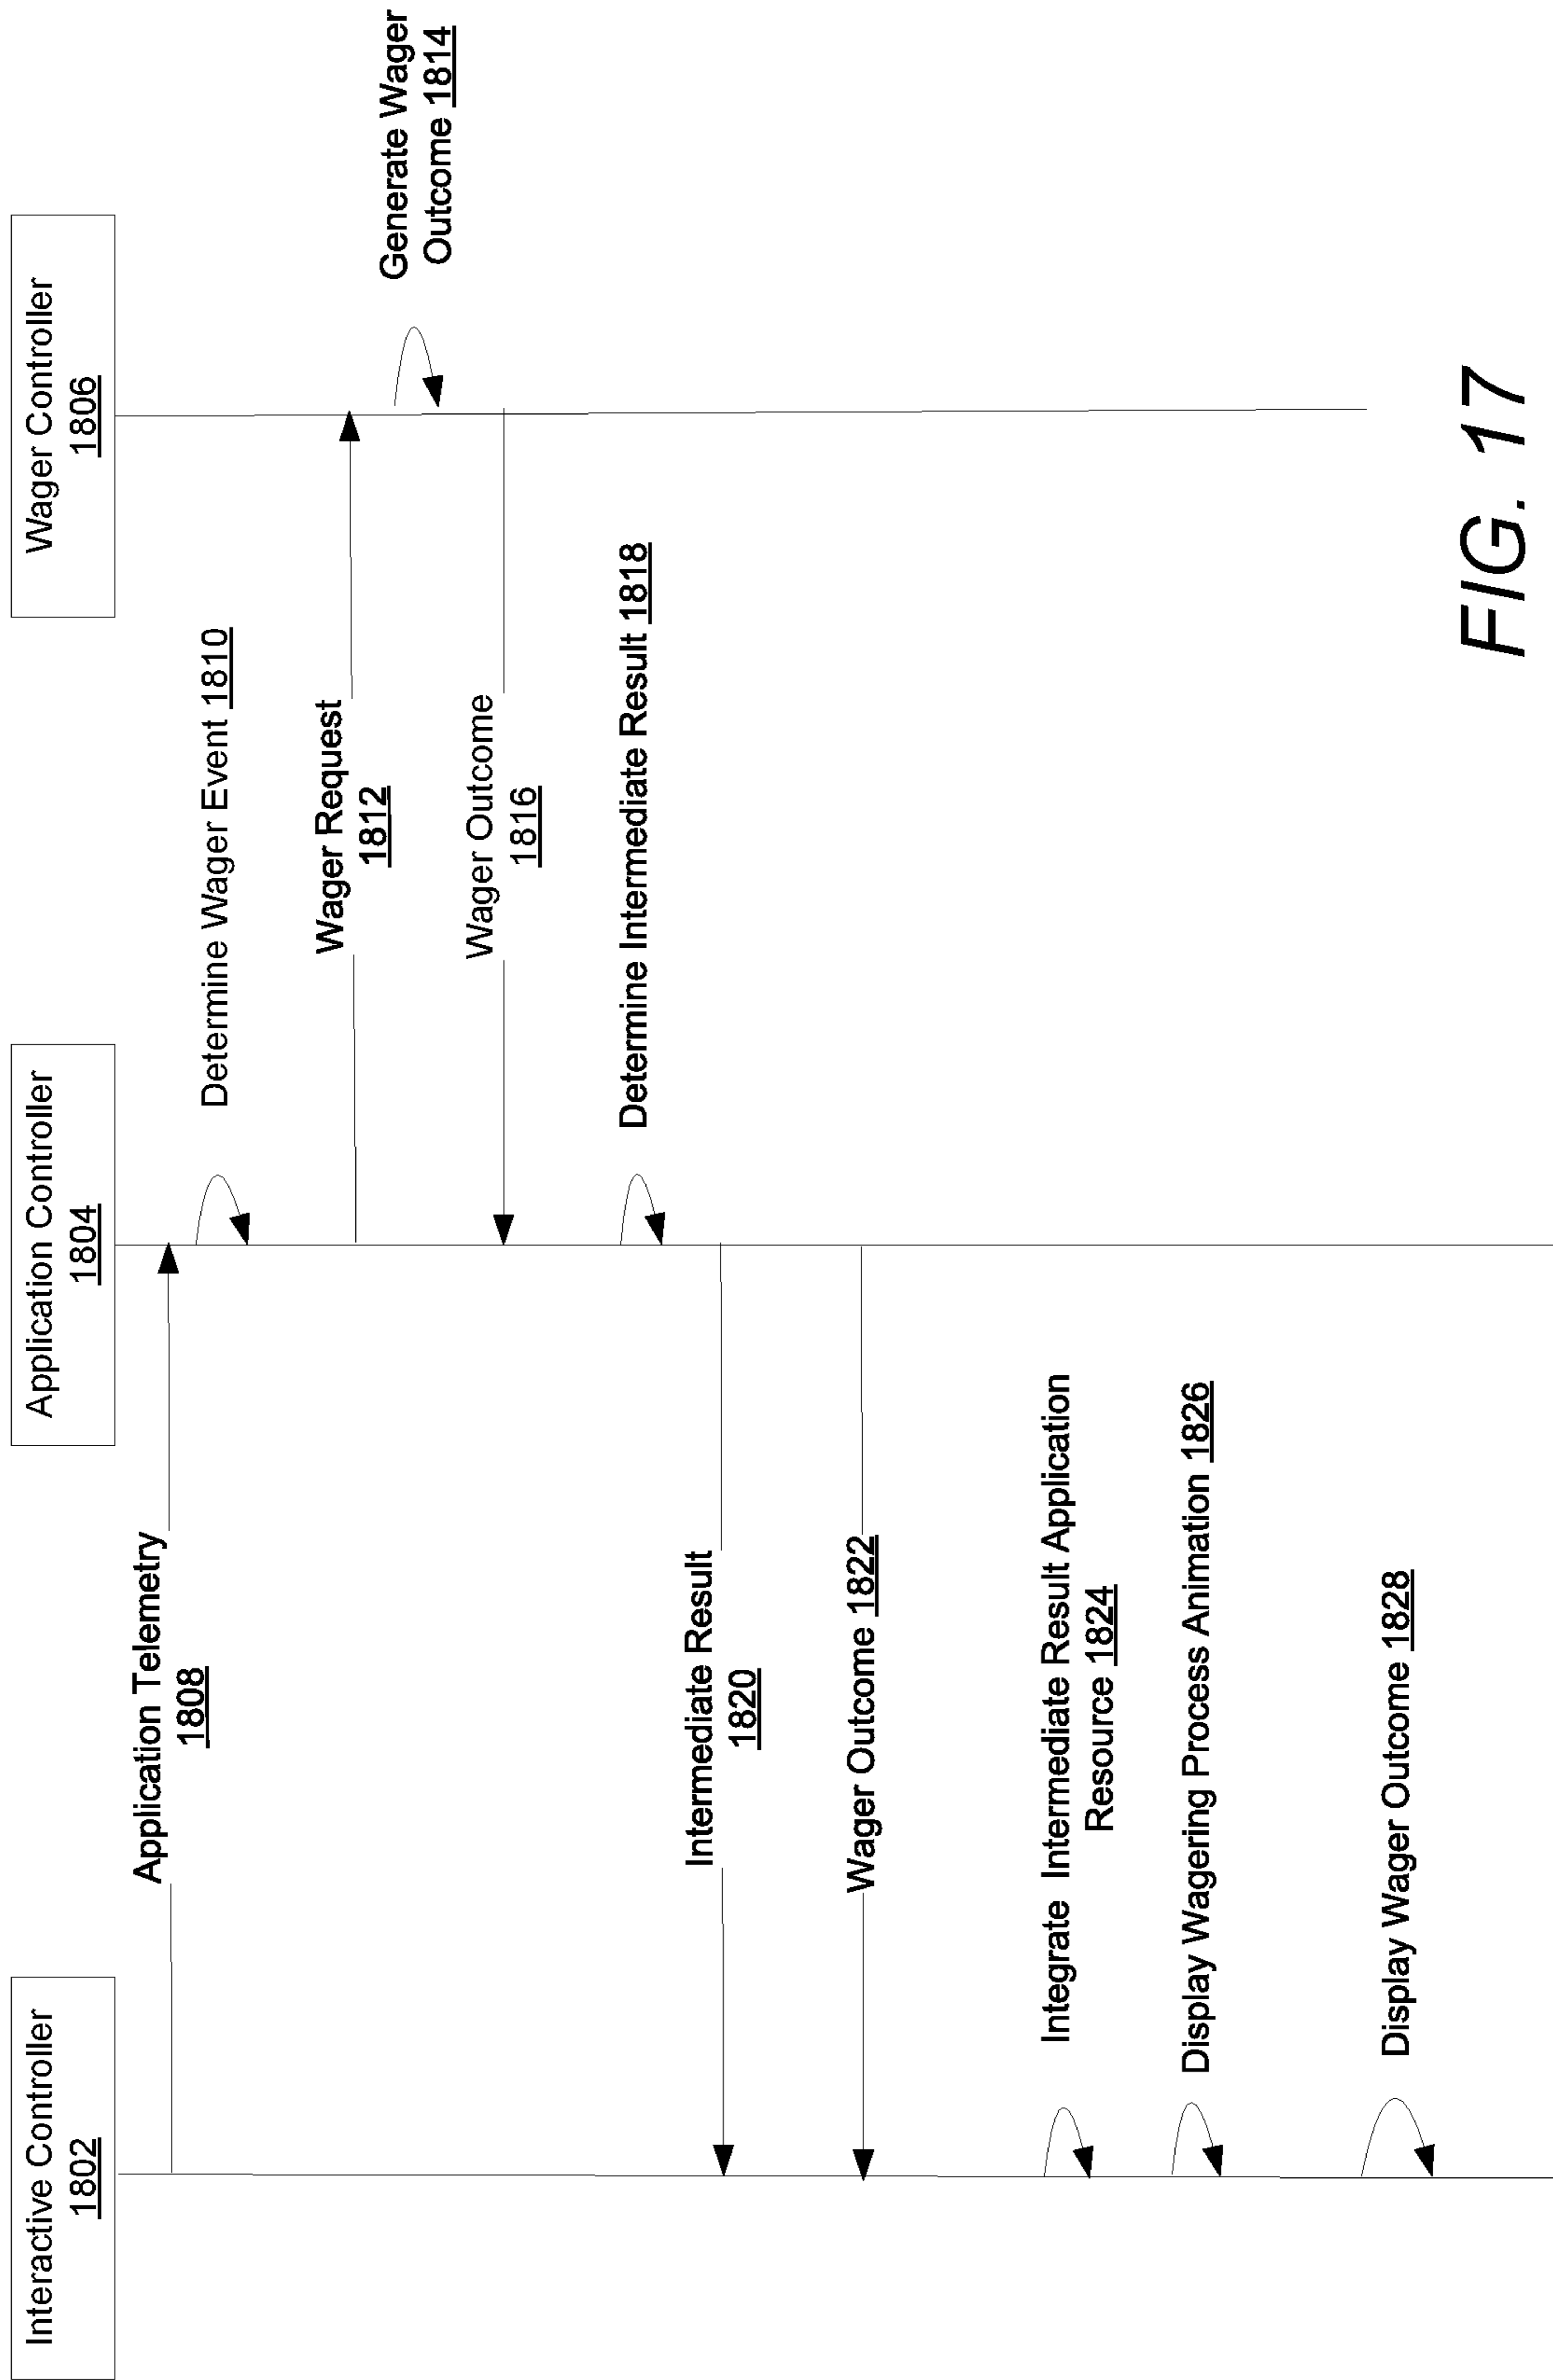 Interactive Controller
1802
Application Controller
1804
Wager Controller
1806
Application Telemetry
1808
Determine Wager Event 1810
Wager Request
1812
Generate Wager
Outcome 1814
Wager Outcome
1816
Determine Intermediate Result 1818
Intermediate Result
1820
Wager Outcome 1822
Integrate Intermediate Result Application
Resource 1824
Display Wagering Process Animation 1826
Display Wager Outcome 1828
FIG. 17